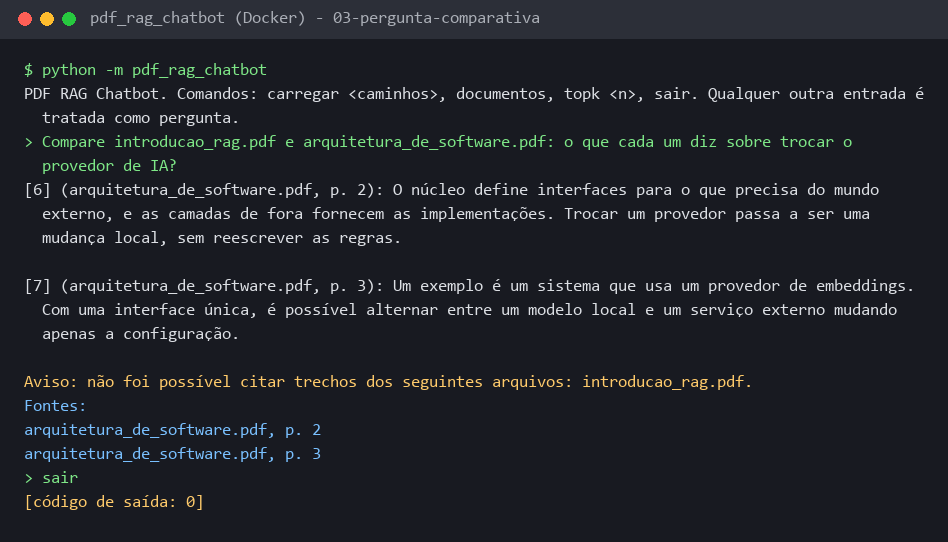 pdf_rag_chatbot (Docker) - 03-pergunta-comparativa
$ python -m pdf_rag_chatbot
PDF RAG Chatbot. Comandos: carregar <caminhos>, documentos, topk <n>, sair. Qualquer outra entrada é
tratada como pergunta.
> Compare introducao_rag.pdf e arquitetura_de_software.pdf: o que cada um diz sobre trocar o
provedor de IA?
[6] (arquitetura_de_software.pdf, p. 2): O núcleo define interfaces para o que precisa do mundo
externo, e as camadas de fora fornecem as implementações. Trocar um provedor passa a ser uma
mudança local, sem reescrever as regras.
[7] (arquitetura_de_software.pdf, p. 3): Um exemplo é um sistema que usa um provedor de embeddings.
Com uma interface única, é possível alternar entre um modelo local e um serviço externo mudando
apenas a configuração.
Aviso: não foi possível citar trechos dos seguintes arquivos: introducao_rag.pdf.
Fontes:
arquitetura_de_software.pdf, p. 2
arquitetura_de_software.pdf, p. 3
> sair
[código de saída: 0]